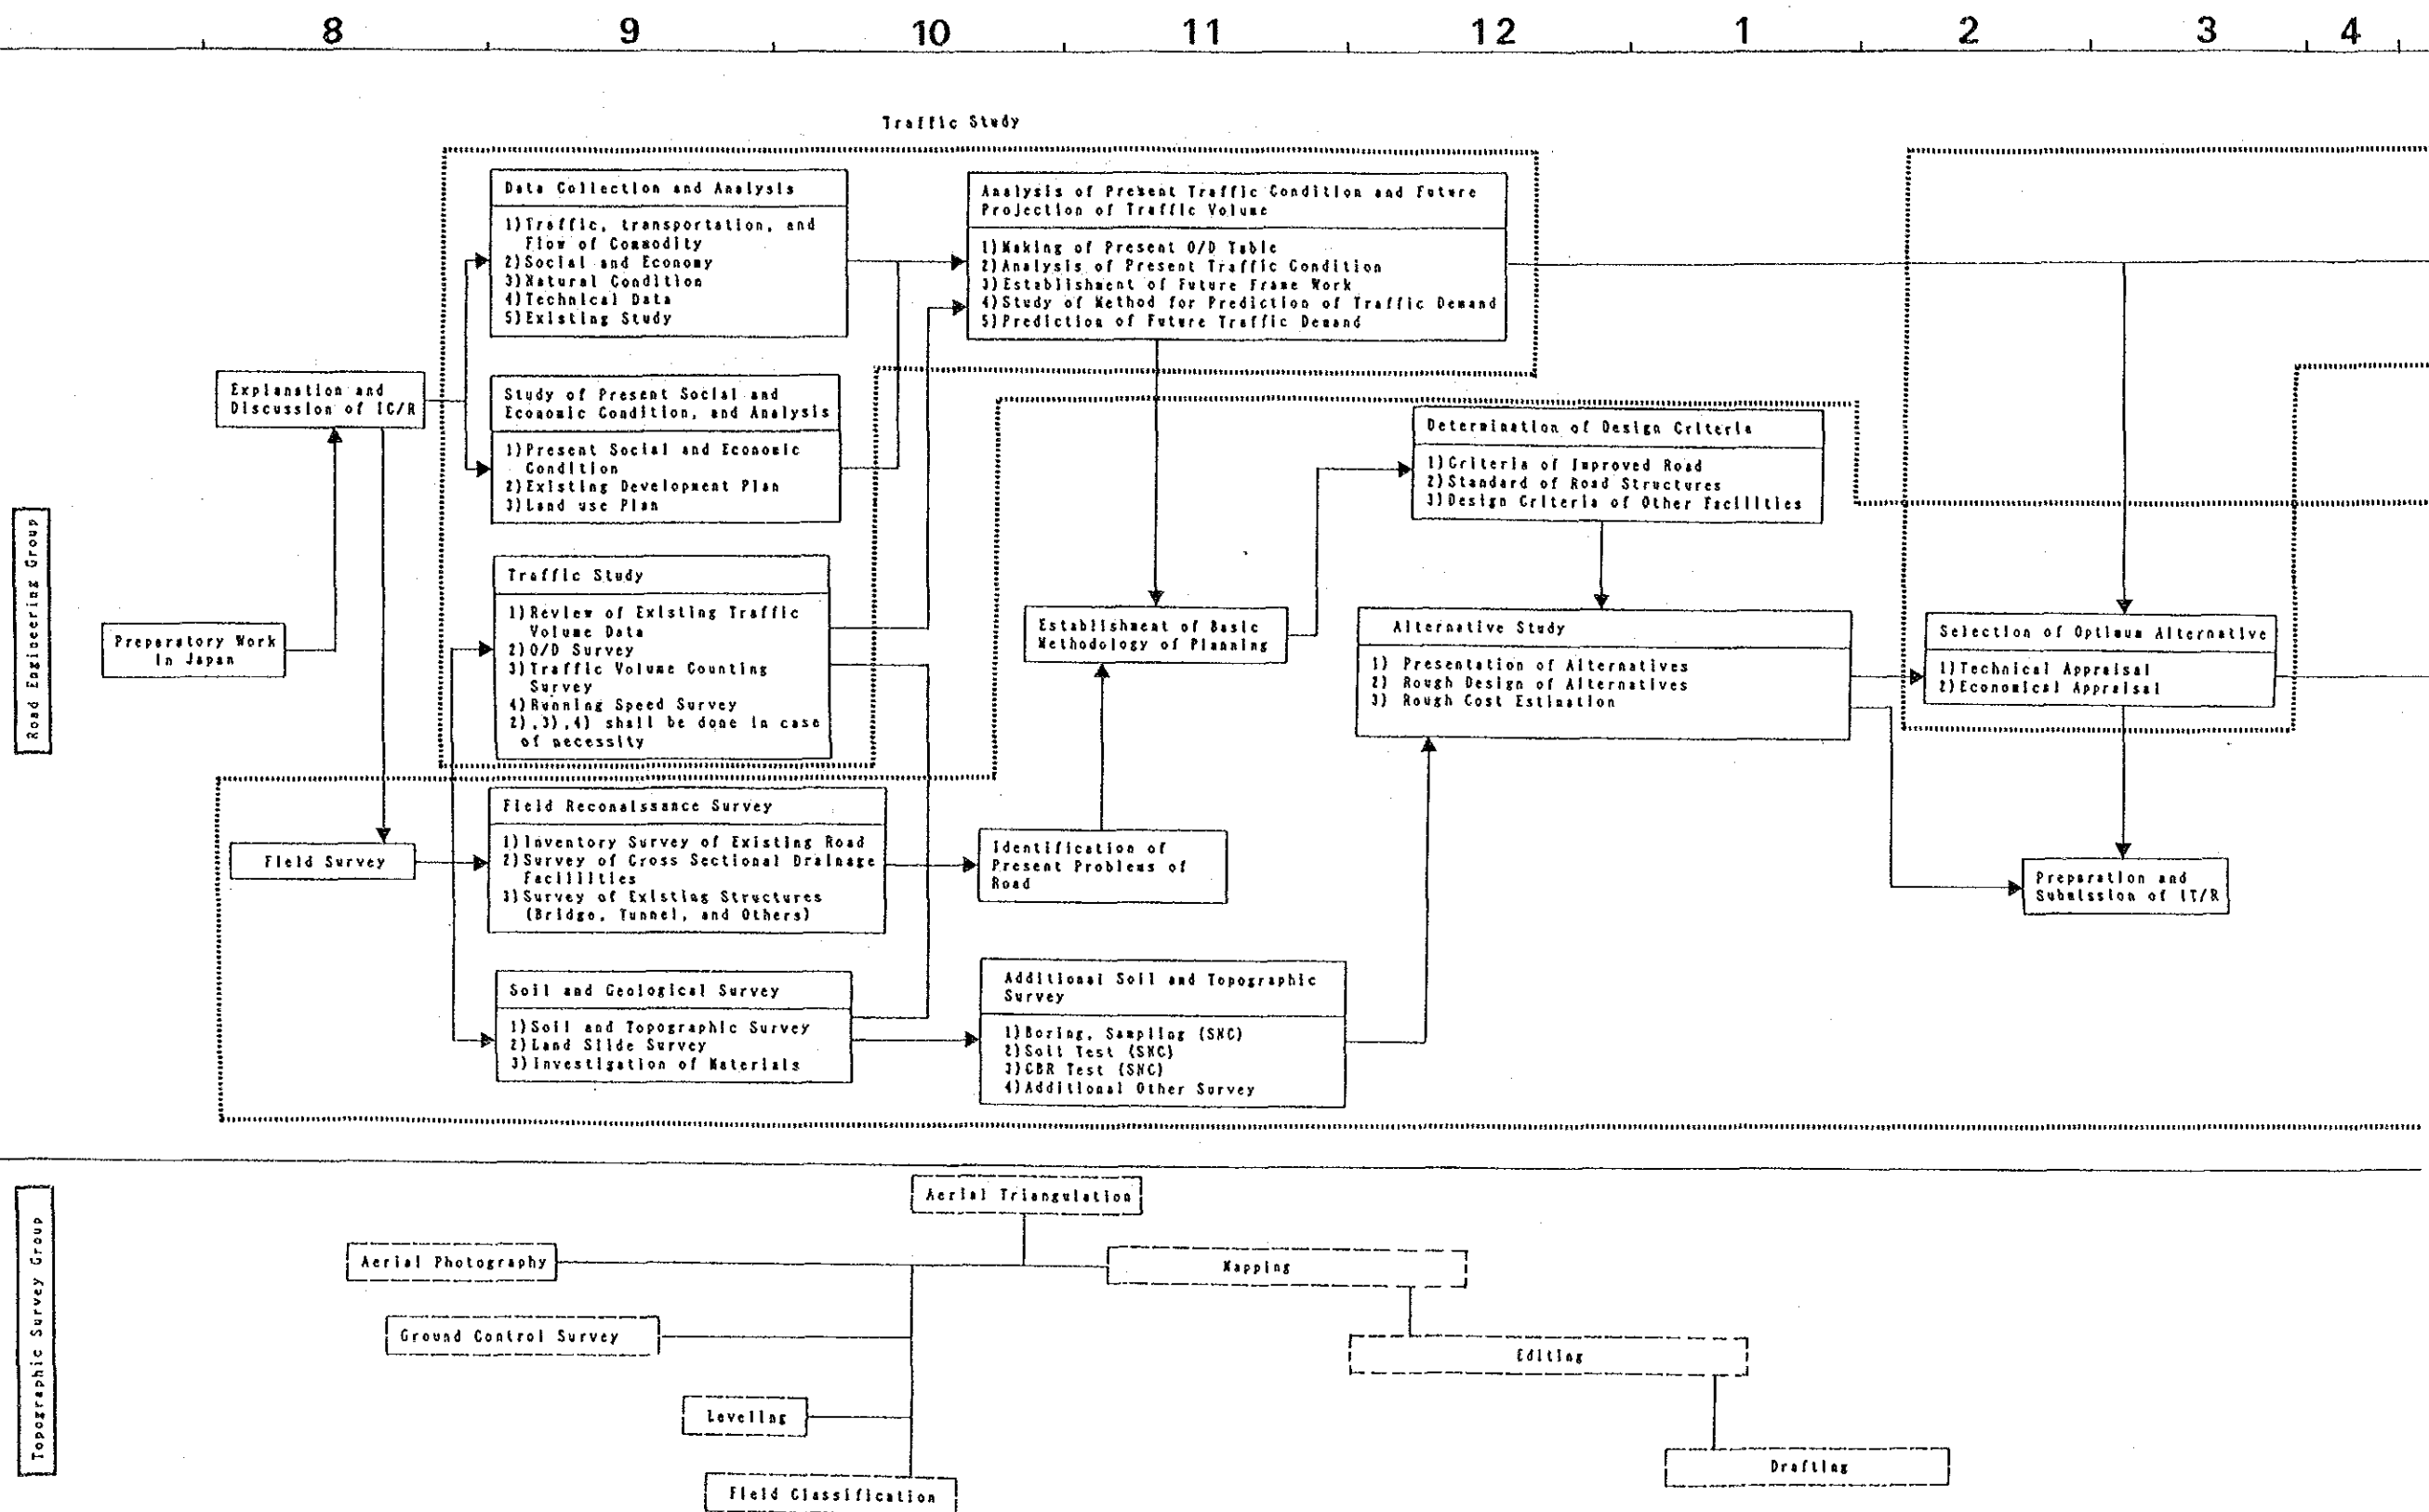 8 9 10 11 12 1 2 3 4
Traffic Study
Road Engineering Group
Preparatory Work
in Japan
Explanation and
Discussion of IC/R
Field Survey
Data Collection and Analysis
1)Traffic, transportation, and
Flow of Commodity
2)Social and Economy
3)Natural Condition
4)Technical Data
5)Existing Study
Study of Present Social and
Economic Condition, and Analysis
1)Present Social and Economic
Condition
2)Existing Development Plan
3)Land use Plan
Traffic Study
1)Review of Existing Traffic
Volume Data
2)O/D Survey
3)Traffic Volume Counting
Survey
4)Running Speed Survey
2),3),4) shall be done in case
of necessity
Field Reconaissance Survey
1)Inventory Survey of Existing Road
2)Survey of Cross Sectional Drainage
Facillities
3)Survey of Existing Structures
(Bridge, Tunnel, and Others)
Soil and Geological Survey
1)Soil and Topographic Survey
2)Land Slide Survey
3)Investigation of Materials
Analysis of Present Traffic Condition and Future
Projection of Traffic Volume
1)Making of Present O/D Table
2)Analysis of Present Traffic Condition
3)Establishment of Future Frame Work
4)Study of Method for Prediction of Traffic Demand
5)Prediction of Future Traffic Demand
Establishment of Basic
Methodology of Planning
Identification of
Present Problems of
Road
Additional Soil and Topographic
Survey
1)Boring, Sampling (SNC)
2)Soil Test (SNC)
3)CBR Test (SNC)
4)Additional Other Survey
Determination of Design Criteria
1)Criteria of Improved Road
2)Standard of Road Structures
3)Design Criteria of Other Facilities
Alternative Study
1) Presentation of Alternatives
2) Rough Design of Alternatives
3) Rough Cost Estimation
Selection of Optimum Alternative
1)Technical Appraisal
2)Economical Appraisal
Preparation and
Submission of IT/R
Topographic Survey Group
Aerial Triangulation
Aerial Photography
Mapping
Ground Control Survey
Editing
Leveling
Drafting
Field Classification